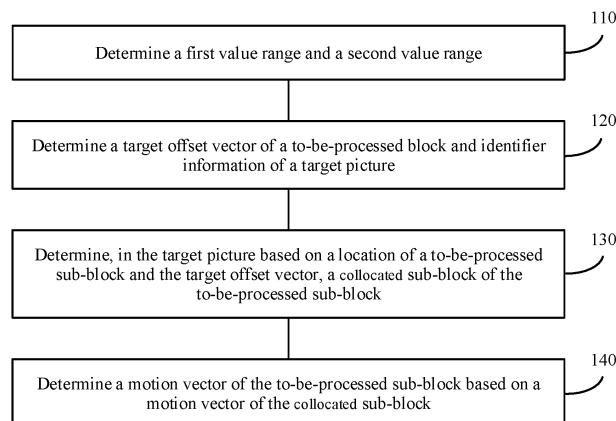 110
Determine a first value range and a second value range
120
Determine a target offset vector of a to-be-processed block and identifier
information of a target picture
130
Determine, in the target picture based on a location of a to-be-processed
sub-block and the target offset vector, a collocated sub-block of the
to-be-processed sub-block
140
Determine a motion vector of the to-be-processed sub-block based on a
motion vector of the collocated sub-block